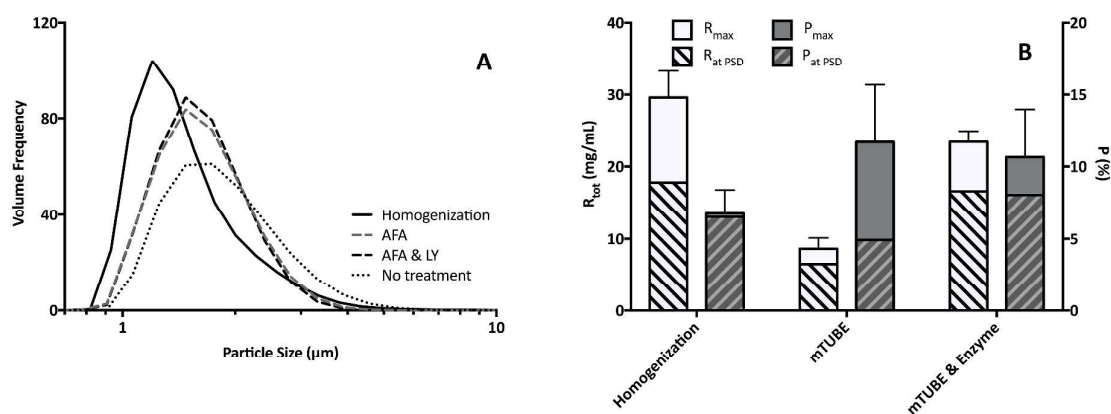 120
80
40
0
Volume Frequency
1
10
Particle Size (µm)
A
Homogenization
AFA
AFA & LY
No treatment
40
30
20
10
0
R tot (mg/mL)
R max
P max
R at PSD
P at PSD
B
20
15
10
5
0
P (%)
Homogenization
mTUBE
mTUBE & Enzyme